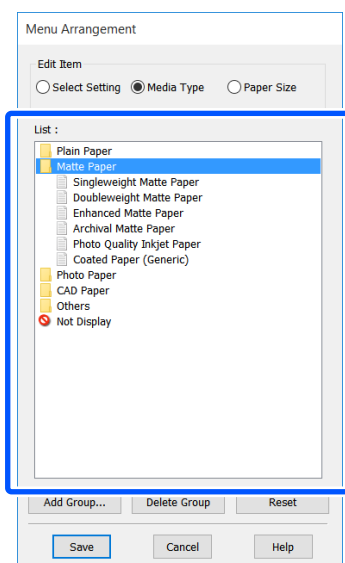 Menu Arrangement
Edit Item
Select Setting Media Type Paper Size
List :
Plain Paper
Matte Paper
Singleweight Matte Paper
Doubleweight Matte Paper
Enhanced Matte Paper
Archival Matte Paper
Photo Quality Inkjet Paper
Coated Paper (Generic)
Photo Paper
CAD Paper
Others
Not Display
Add Group... Delete Group Reset
Save Cancel Help